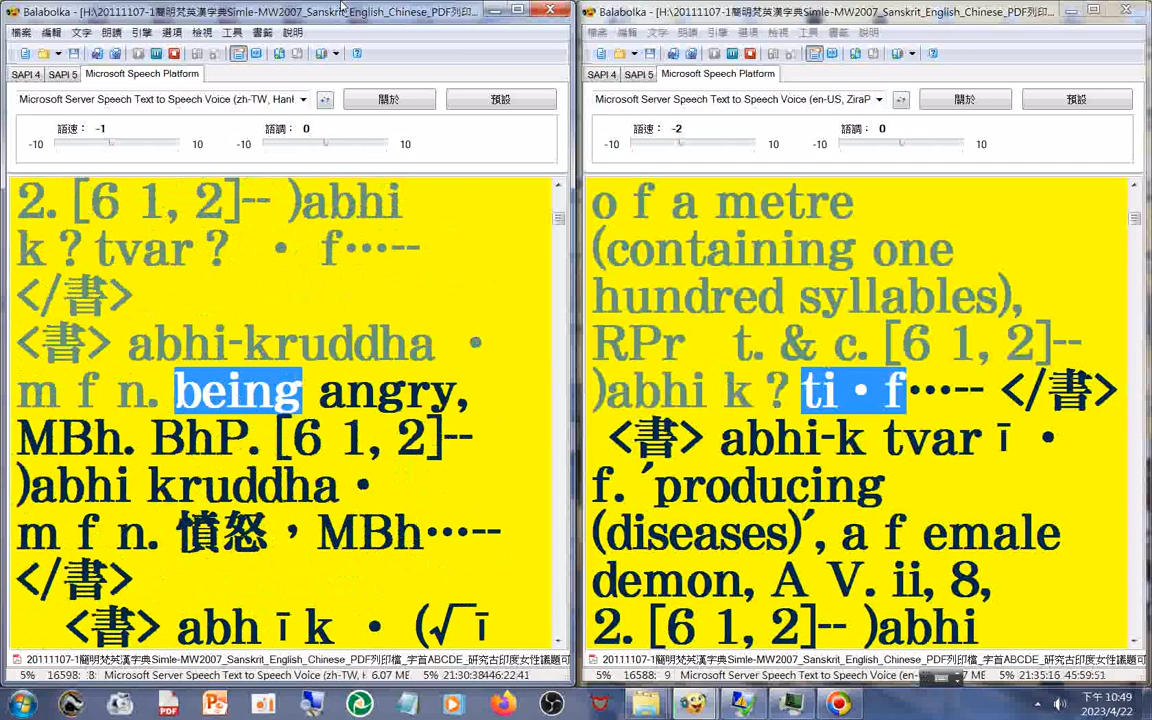 Balabolka - [H:\20111107-1簡明梵英漢字典Simle-MW2007_Sanskrit_English_Chinese_PDF列印...
檔案 編輯 文字 朗讀 引擎 選項 檢視 工具 書籤 說明
SAPI 4 SAPI 5 Microsoft Speech Platform
Microsoft Server Speech Text to Speech Voice (zh-TW, Hanl
關於 預設
語速： -1 語調： 0
-10 10 -10 10
2. [6 1, 2]-- )abhi
k ? tvar ? • f…--
</書>
<書> abhi-kruddha •
m f n. being angry,
MBh. BhP. [6 1, 2]--
)abhi kruddha •
m f n. 憤怒，MBh…--
</書>
<書> abh ī k • (√ ī
20111107-1簡明梵英漢字典Simle-MW2007_Sanskrit_English_Chinese_PDF列印檔_字首ABCDE_研究古印度女性議題可
5% 16598: :8 Microsoft Server Speech Text to Speech Voice (zh-TW, 6.07 ME 5% 21:30:38446:22:41
Balabolka - [H:\20111107-1簡明梵英漢字典Simle-MW2007_Sanskrit_English_Chinese_PDF列印...
檔案 編輯 文字 朗讀 引擎 選項 檢視 工具 書籤 說明
SAPI 4 SAPI 5 Microsoft Speech Platform
Microsoft Server Speech Text to Speech Voice (en-US, ZiraP
關於 預設
語速： -2 語調： 0
-10 10 -10 10
o f a metre
(containing one
hundred syllables),
RPr t. & c. [6 1, 2]--
)abhi k ? ti • f…-- </書>
<書> abhi-k tvar ī •
f. ´producing
(diseases)´, a f emale
demon, A V. ii, 8,
2. [6 1, 2]-- )abhi
20111107-1簡明梵英漢字典Simle-MW2007_Sanskrit_English_Chinese_PDF列印檔_字首ABCDE_研究古印度女性議題可
5% 16588: 9 Microsoft Server Speech Text to Speech Voice 5% 21:35:16 45:59:51
下午 10:49
2023/4/22